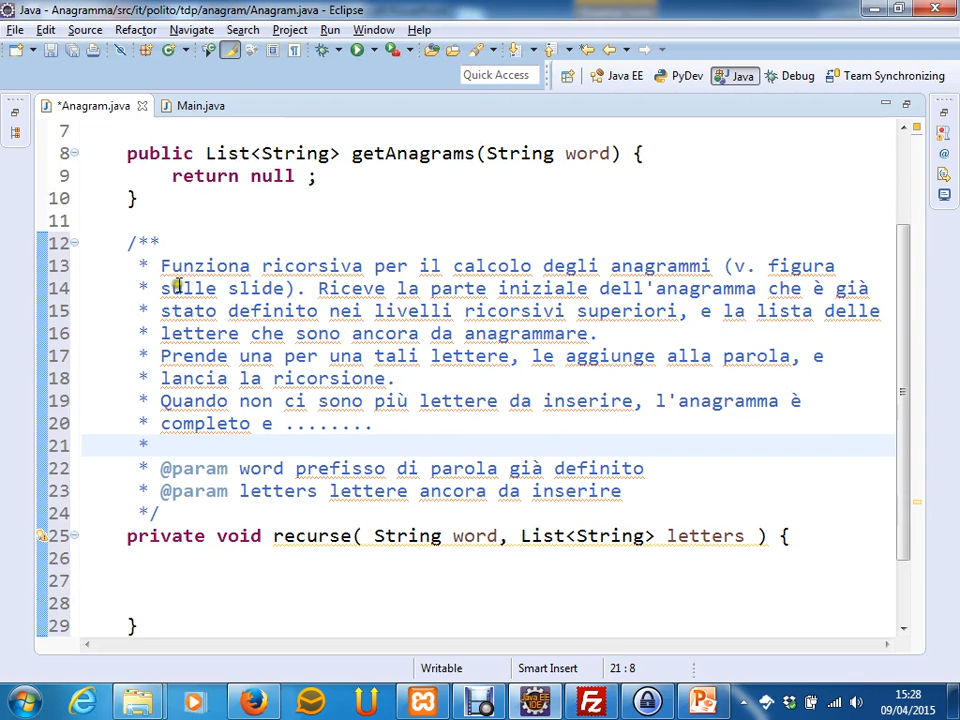 Java - Anagramma/src/it/polito/tdp/anagram/Anagram.java - Eclipse
File Edit Source Refactor Navigate Search Project Run Window Help
Quick Access Java EE PyDev Java Debug Team Synchronizing
*Anagram.java Main.java
7
8 public List<String> getAnagrams(String word) {
9 return null ;
10 }
11
12 /**
13 * Funziona ricorsiva per il calcolo degli anagrammi (v. figura
14 * sulle slide). Riceve la parte iniziale dell'anagramma che è già
15 * stato definito nei livelli ricorsivi superiori, e la lista delle
16 * lettere che sono ancora da anagrammare.
17 * Prende una per una tali lettere, le aggiunge alla parola, e
18 * lancia la ricorsione.
19 * Quando non ci sono più lettere da inserire, l'anagramma è
20 * completo e ........
21 *
22 * @param word prefisso di parola già definito
23 * @param letters lettere ancora da inserire
24 */
25 private void recurse( String word, List<String> letters ) {
26
27
28
29 }
Writable Smart Insert 21 : 8
15:28
09/04/2015